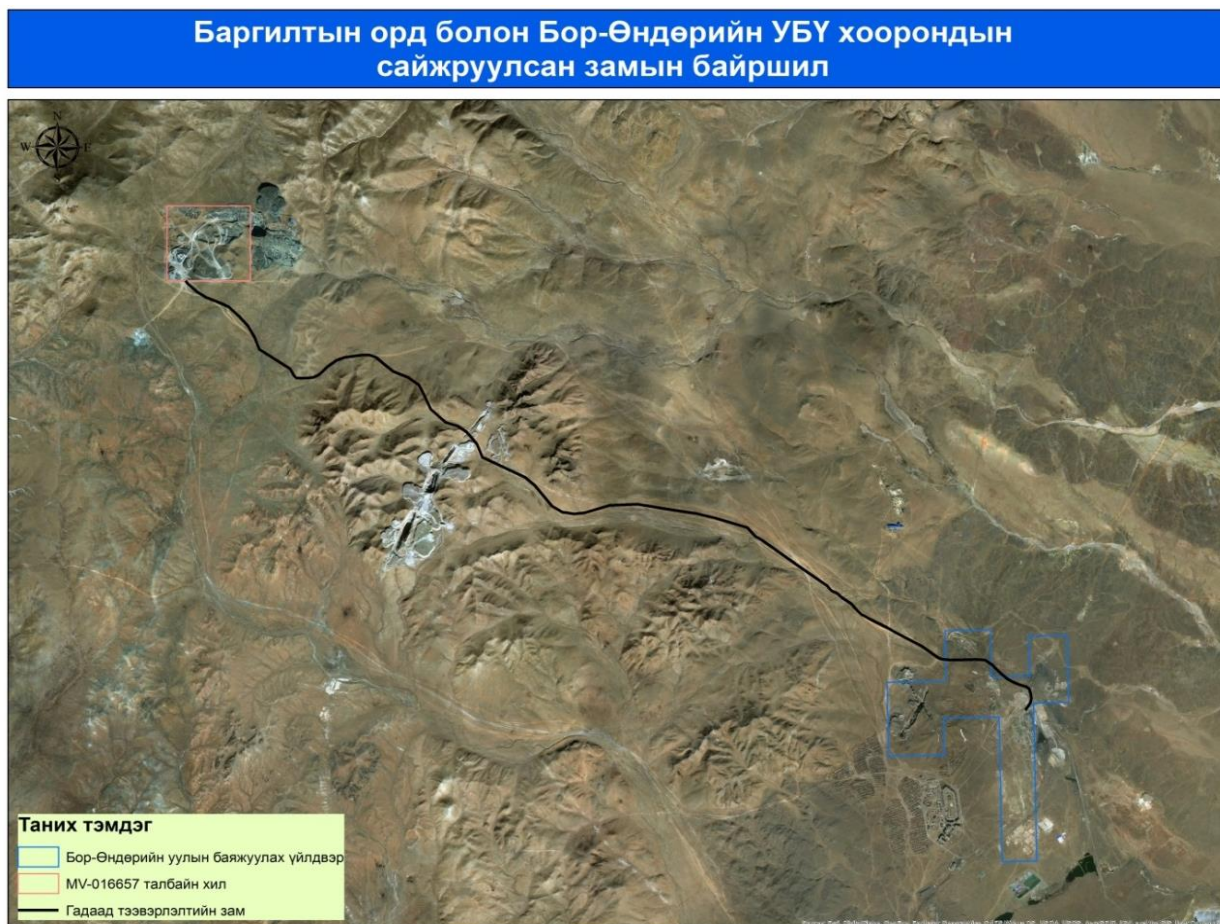 Баргилтын орд болон Бор-Өндөрийн УБҮ хоорондын
сайжруулсан замын байршил
N
W E
Таних тэмдэг
Бор-Өндөрийн уулын баяжуулах үйлдвэр
MV-016657 талбайн хил
Гадаад тээвэрлэлтийн зам